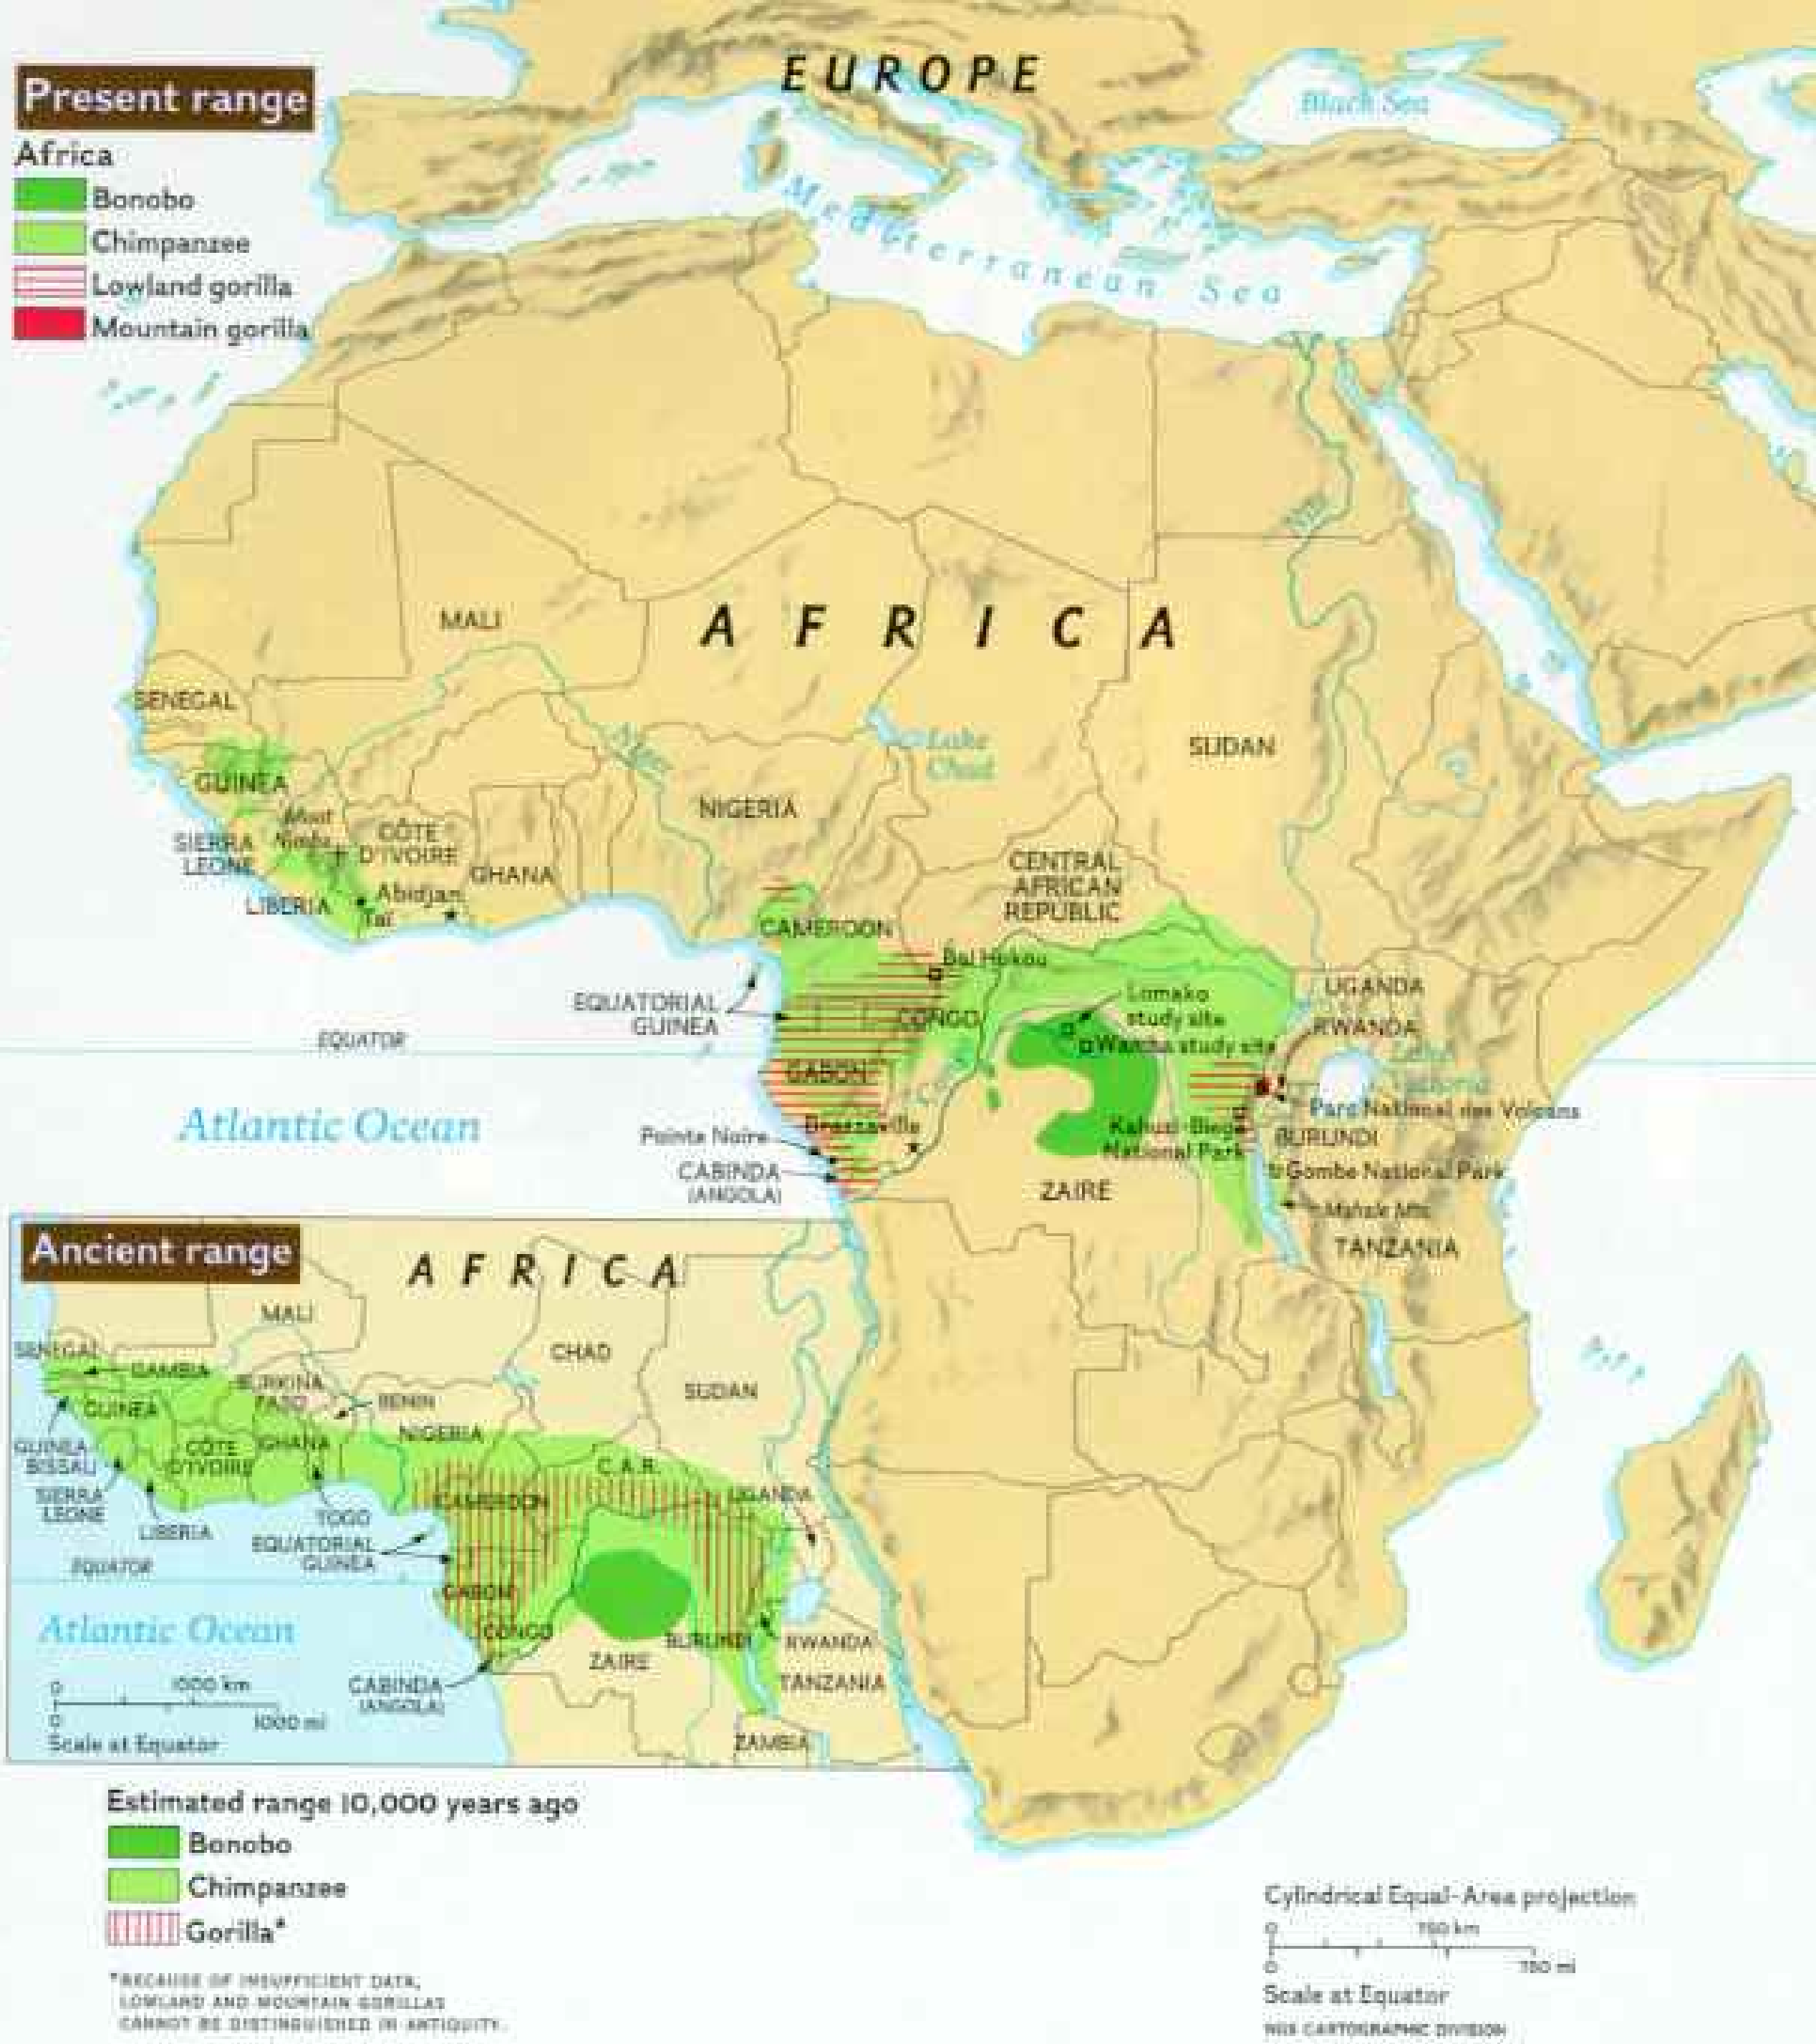 EUROPE
Black Sea
Present range
Africa
Bonobo
Chimpanzee
Lowland gorilla
Mountain gorilla
Mediterranean Sea
Nile
MALI
AFRICA
SENEGAL
Niger
Lake
Chad
SUDAN
GUINEA
NIGERIA
Mount
Nimba
SIERRA
LEONE
CÔTE
D'IVOIRE
GHANA
CENTRAL
AFRICAN
REPUBLIC
LIBERIA
Abidjan
Taï
CAMEROON
Bai Hokou
EQUATORIAL
GUINEA
CONGO
Lomako
study site
UGANDA
RWANDA
EQUATOR
Wamba study site
Lake
Victoria
GABON
Atlantic Ocean
Parc National des Volcans
Pointe Noire
Brazzaville
Kahuzi-Biega
National Park
BURUNDI
CABINDA
(ANGOLA)
ZAIRE
Gombe National Park
Mahale Mts.
TANZANIA
Ancient range
AFRICA
MALI
SENEGAL
GAMBIA
CHAD
BURKINA
FASO
BENIN
SUDAN
GUINEA
NIGERIA
GUINEA-
BISSAU
CÔTE
D'IVOIRE
GHANA
C.A.R.
SIERRA
LEONE
CAMEROON
UGANDA
LIBERIA
TOGO
EQUATORIAL
GUINEA
EQUATOR
GABON
Atlantic Ocean
CONGO
BURUNDI
RWANDA
ZAIRE
TANZANIA
CABINDA
(ANGOLA)
0 1000 km
0 1000 mi
Scale at Equator
ZAMBIA
Estimated range 10,000 years ago
Bonobo
Chimpanzee
Gorilla*
*BECAUSE OF INSUFFICIENT DATA,
LOWLAND AND MOUNTAIN GORILLAS
CANNOT BE DISTINGUISHED IN ANTIQUITY.
Cylindrical Equal-Area projection
0 750 km
0 750 mi
Scale at Equator
NGS CARTOGRAPHIC DIVISION